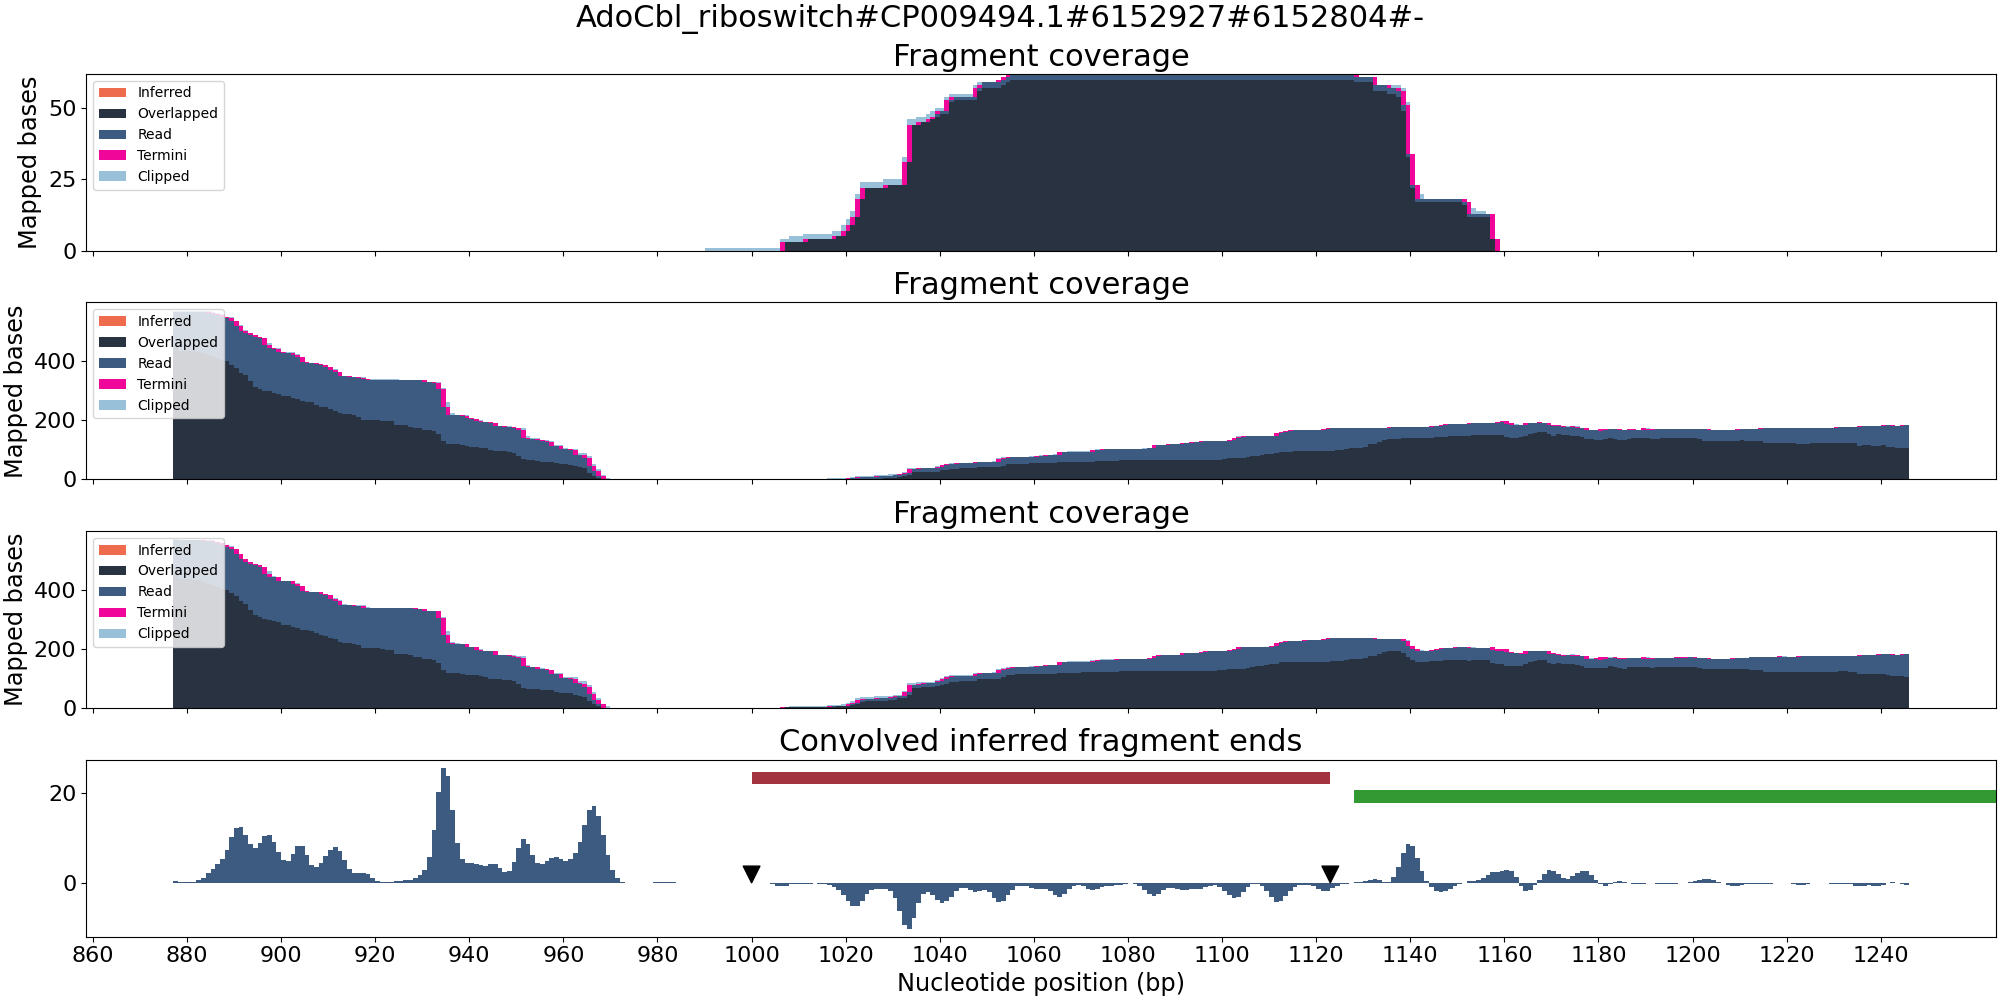 AdoCbl_riboswitch#CP009494.1#6152927#6152804#-
Fragment coverage
Mapped bases
50
25
0
Inferred
Overlapped
Read
Termini
Clipped
Fragment coverage
Mapped bases
400
200
0
Inferred
Overlapped
Read
Termini
Clipped
Fragment coverage
Mapped bases
400
200
0
Inferred
Overlapped
Read
Termini
Clipped
Convolved inferred fragment ends
20
0
860 880 900 920 940 960 980 1000 1020 1040 1060 1080 1100 1120 1140 1160 1180 1200 1220 1240
Nucleotide position (bp)